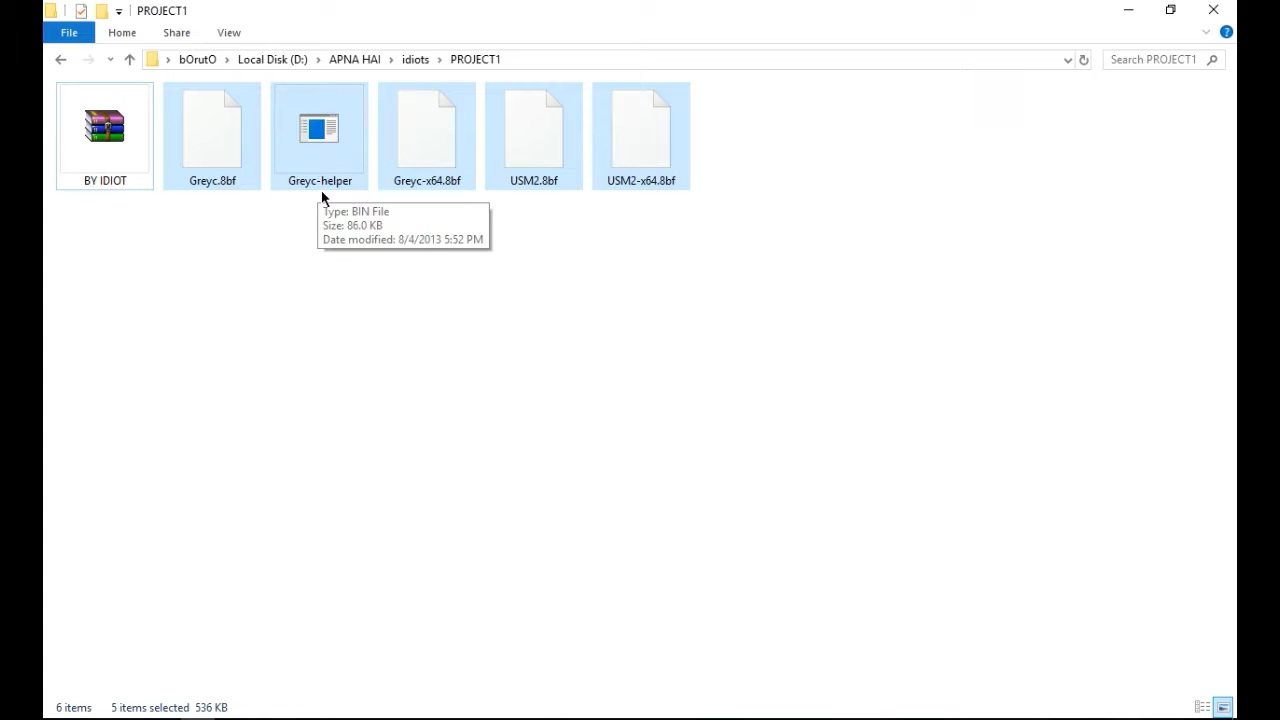 PROJECT1
File Home Share View
bOrutO Local Disk (D:) APNA HAI idiots PROJECT1 Search PROJECT1
BY IDIOT Greyc.8bf Greyc-helper Greyc-x64.8bf USM2.8bf USM2-x64.8bf
Type: BIN File
Size: 86.0 KB
Date modified: 8/4/2013 5:52 PM
6 items 5 items selected 536 KB